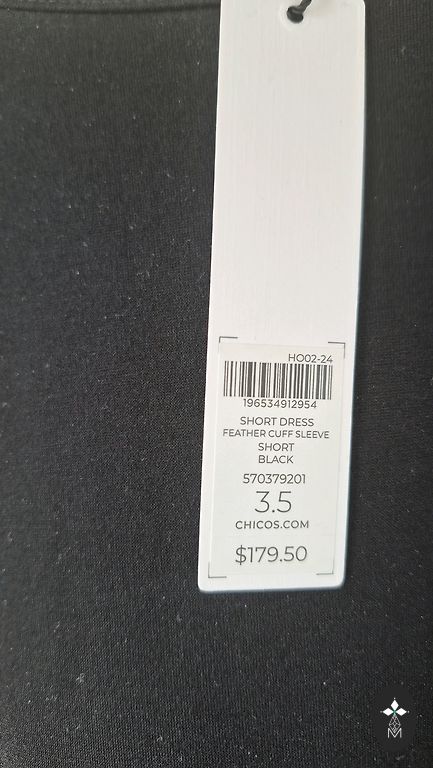 HO02-24
196534912954
SHORT DRESS
FEATHER CUFF SLEEVE
SHORT
BLACK
570379201
3.5
CHICOS.COM
$179.50
M